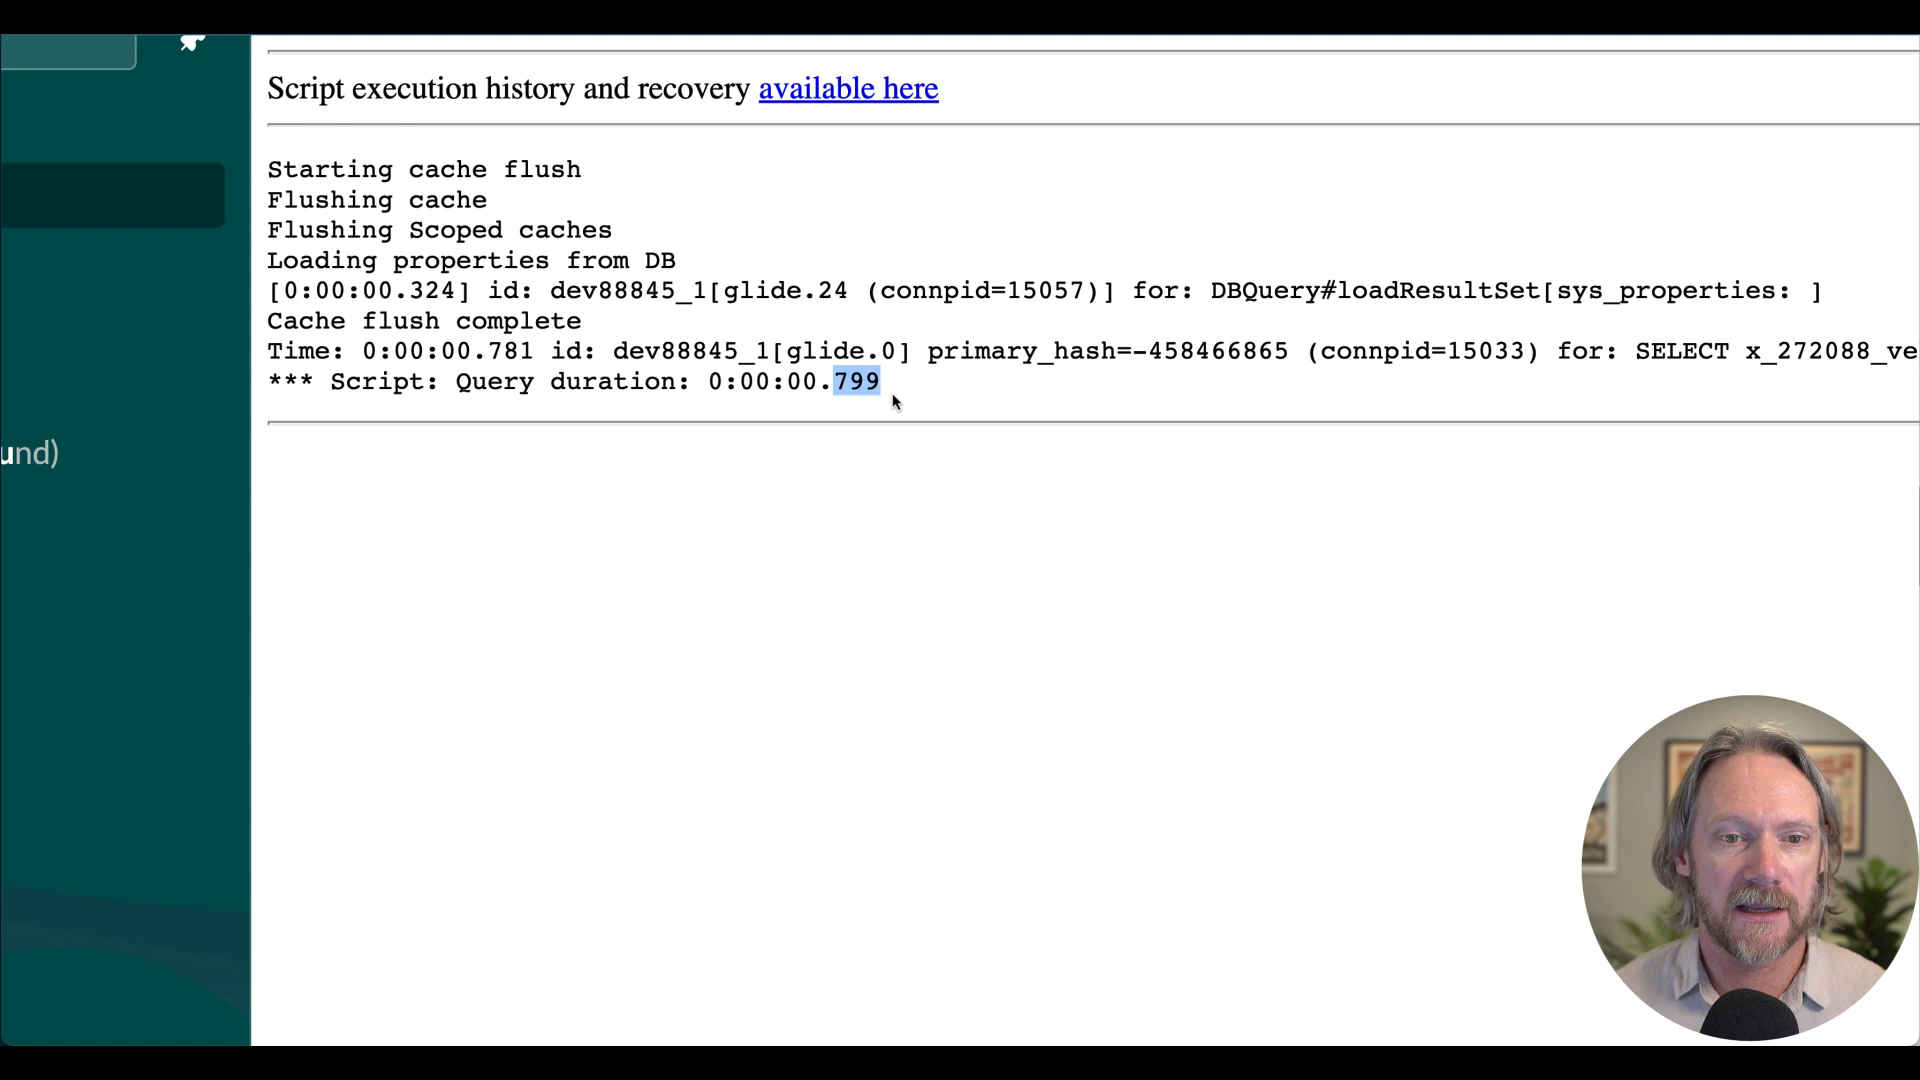 Script execution history and recovery available here
Starting cache flush
Flushing cache
Flushing Scoped caches
Loading properties from DB
[0:00:00.324] id: dev88845_1[glide.24 (connpid=15057)] for: DBQuery#loadResultSet[sys_properties: ]
Cache flush complete
Time: 0:00:00.781 id: dev88845_1[glide.0] primary_hash=-458466865 (connpid=15033) for: SELECT x_272088_ve
*** Script: Query duration: 0:00:00.799
und)